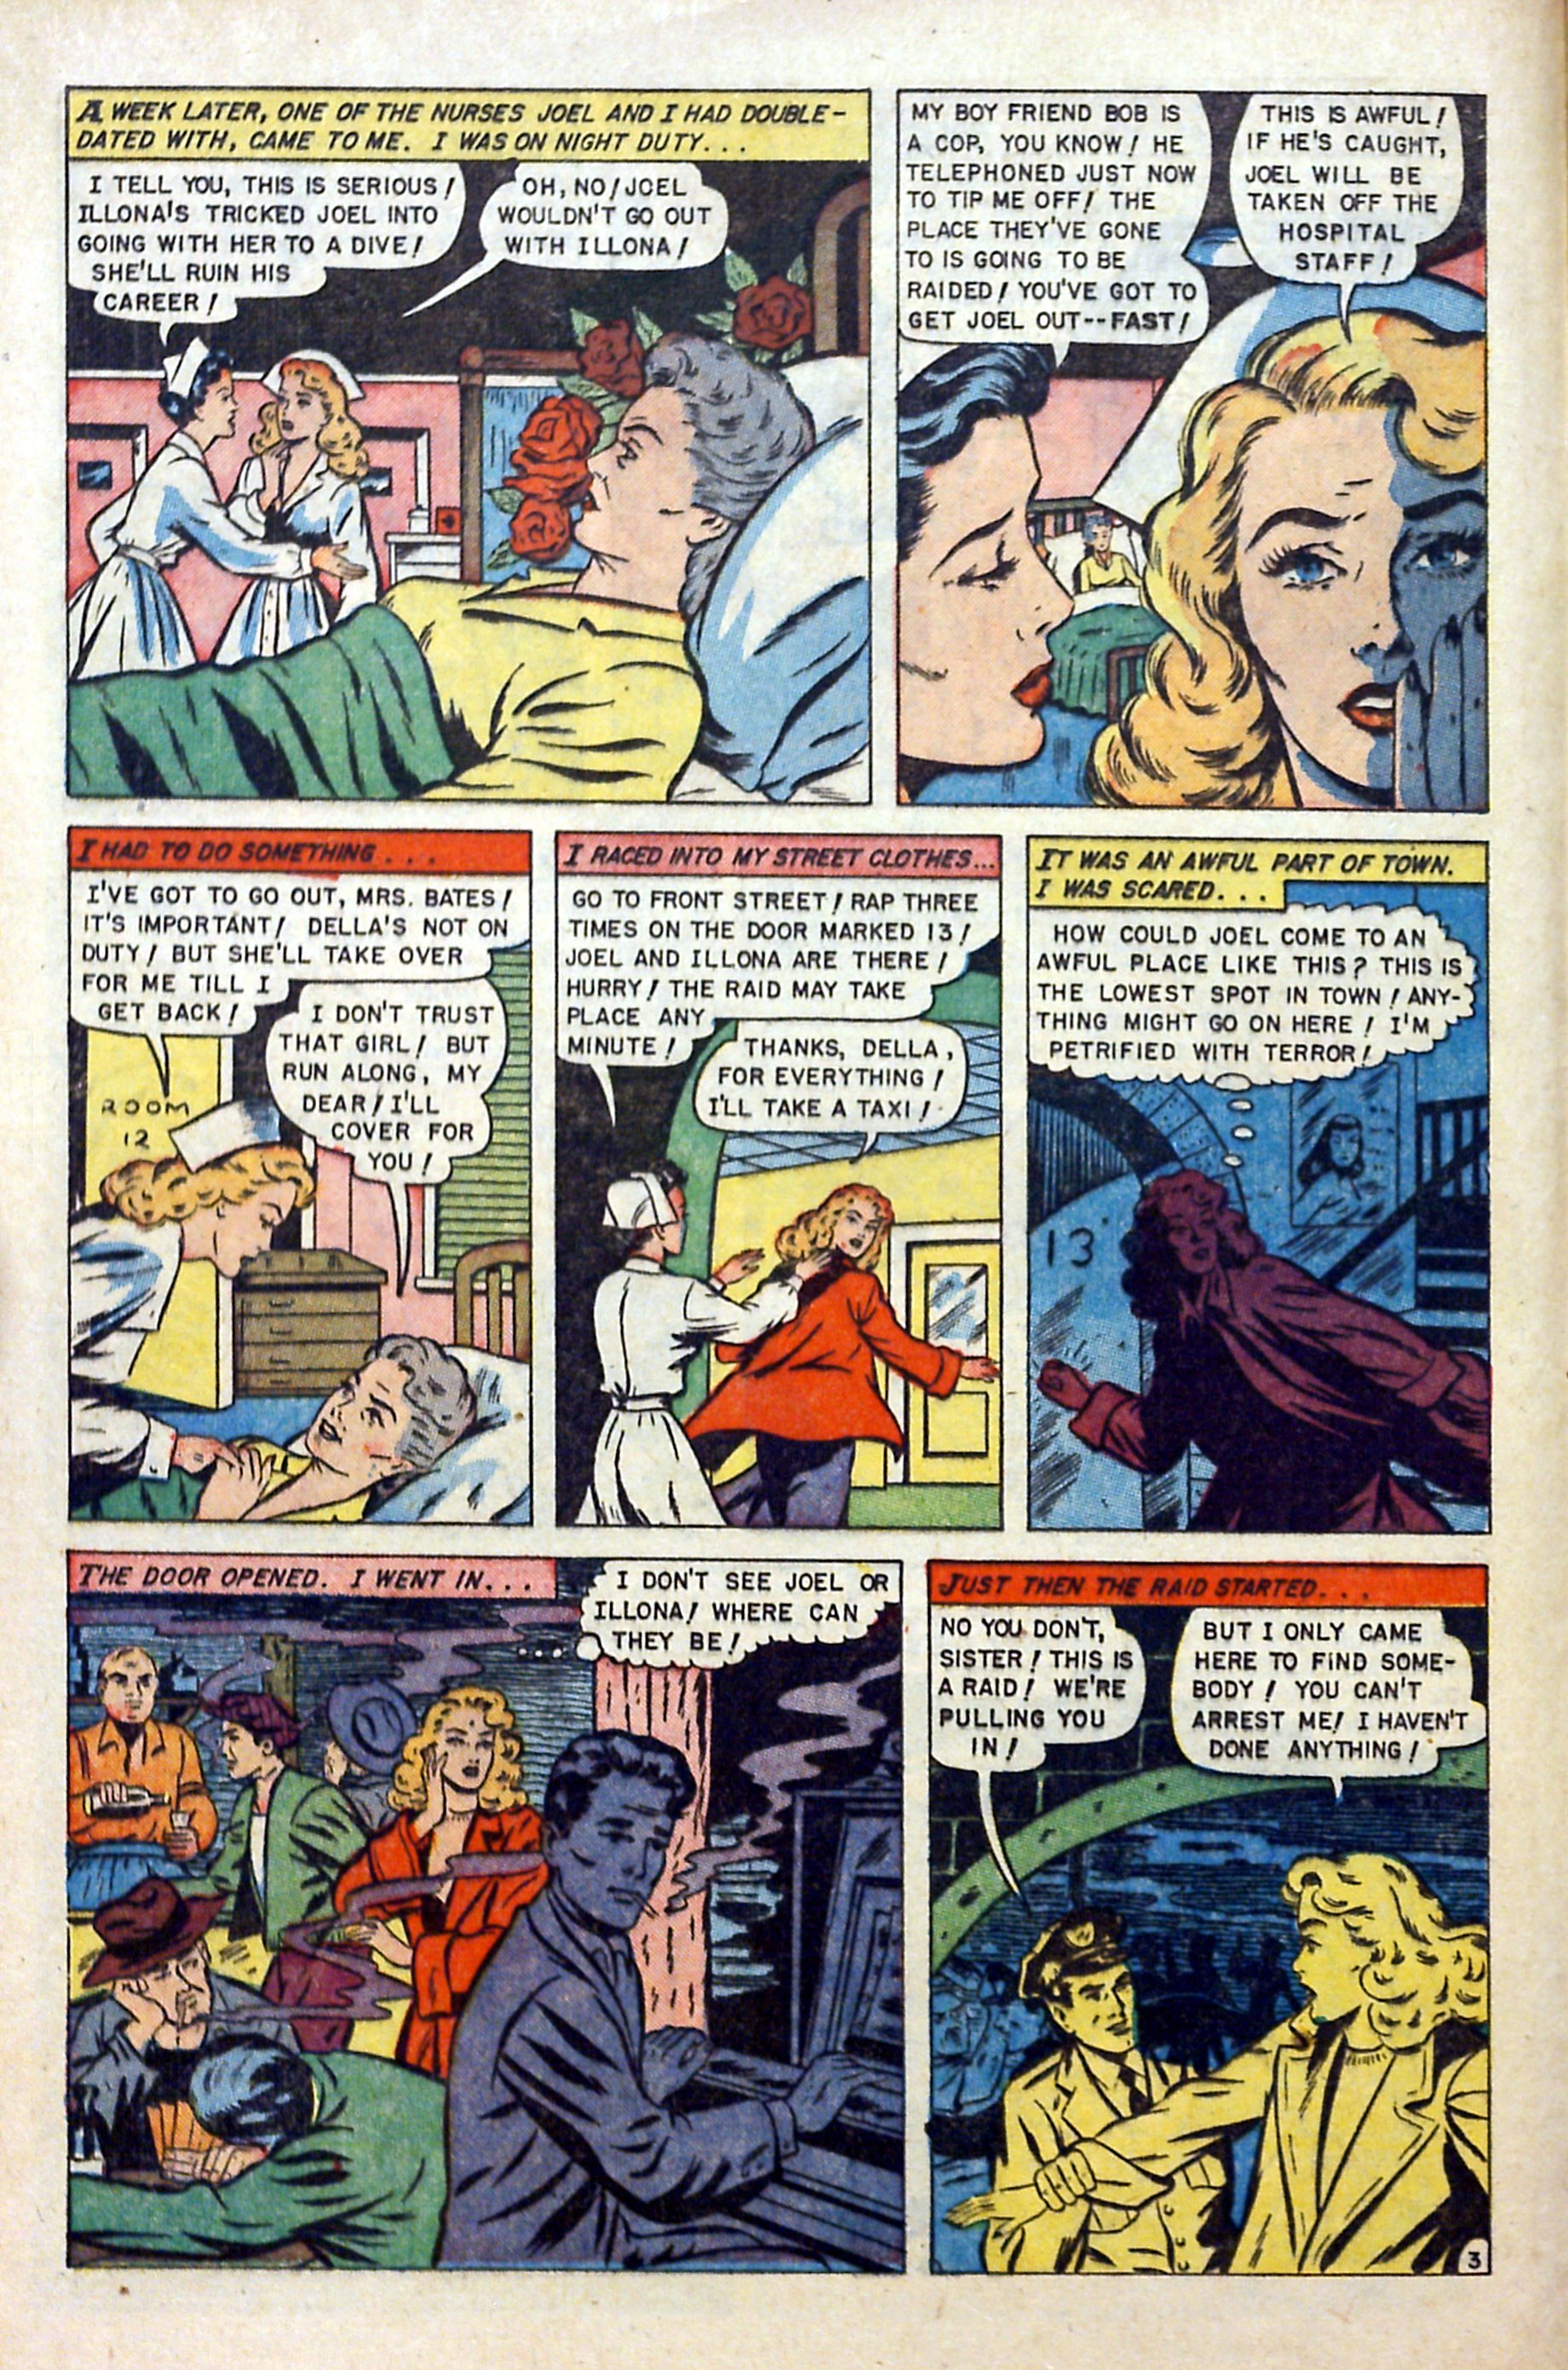 A WEEK LATER, ONE OF THE NURSES JOEL AND I HAD DOUBLE-
DATED WITH, CAME TO ME. I WAS ON NIGHT DUTY...
I TELL YOU, THIS IS SERIOUS!
ILLONA'S TRICKED JOEL INTO
GOING WITH HER TO A DIVE!
SHE'LL RUIN HIS
CAREER!
OH, NO! JOEL
WOULDN'T GO OUT
WITH ILLONA!
MY BOY FRIEND BOB IS
A COP, YOU KNOW! HE
TELEPHONED JUST NOW
TO TIP ME OFF! THE
PLACE THEY'VE GONE
TO IS GOING TO BE
RAIDED! YOU'VE GOT TO
GET JOEL OUT--FAST!
THIS IS AWFUL!
IF HE'S CAUGHT,
JOEL WILL BE
TAKEN OFF THE
HOSPITAL
STAFF!
I HAD TO DO SOMETHING...
I'VE GOT TO GO OUT, MRS. BATES!
IT'S IMPORTANT! DELLA'S NOT ON
DUTY! BUT SHE'LL TAKE OVER
FOR ME TILL I
GET BACK!
I DON'T TRUST
THAT GIRL! BUT
RUN ALONG, MY
DEAR! I'LL
COVER FOR
YOU!
ROOM
12
I RACED INTO MY STREET CLOTHES...
GO TO FRONT STREET! RAP THREE
TIMES ON THE DOOR MARKED 13!
JOEL AND ILLONA ARE THERE!
HURRY! THE RAID MAY TAKE
PLACE ANY
MINUTE!
THANKS, DELLA,
FOR EVERYTHING!
I'LL TAKE A TAXI!
IT WAS AN AWFUL PART OF TOWN.
I WAS SCARED...
HOW COULD JOEL COME TO AN
AWFUL PLACE LIKE THIS? THIS IS
THE LOWEST SPOT IN TOWN! ANY-
THING MIGHT GO ON HERE! I'M
PETRIFIED WITH TERROR!
13
THE DOOR OPENED. I WENT IN...
I DON'T SEE JOEL OR
ILLONA! WHERE CAN
THEY BE!
JUST THEN THE RAID STARTED...
NO YOU DON'T,
SISTER! THIS IS
A RAID! WE'RE
PULLING YOU
IN!
BUT I ONLY CAME
HERE TO FIND SOME-
BODY! YOU CAN'T
ARREST ME! I HAVEN'T
DONE ANYTHING!
3